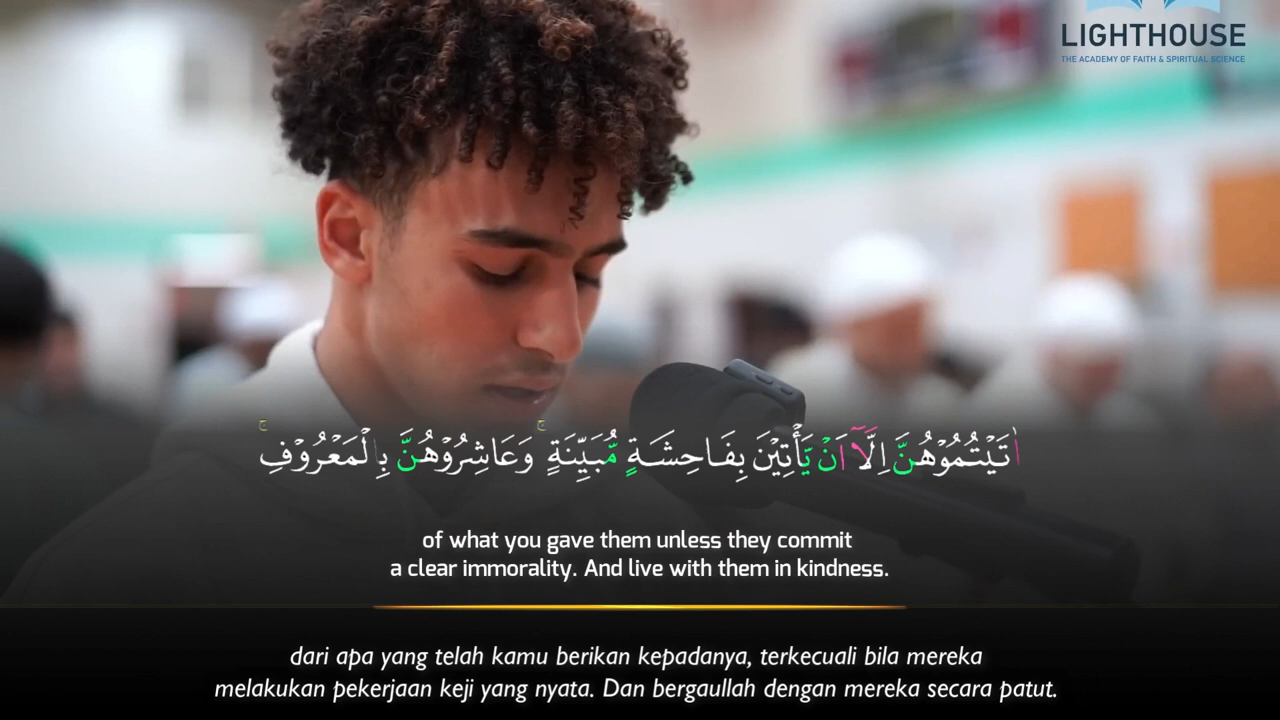 LIGHTHOUSE
THE ACADEMY OF FAITH & SPIRITUAL SCIENCE
اٰتَيْتُمُوْهُنَّ اِلَّآ اَنْ يَّأْتِيْنَ بِفَاحِشَةٍ مُّبَيِّنَةٍ ۚ وَعَاشِرُوْهُنَّ بِالْمَعْرُوْفِ ۚ
of what you gave them unless they commit
a clear immorality. And live with them in kindness.
dari apa yang telah kamu berikan kepadanya, terkecuali bila mereka
melakukan pekerjaan keji yang nyata. Dan bergaullah dengan mereka secara patut.